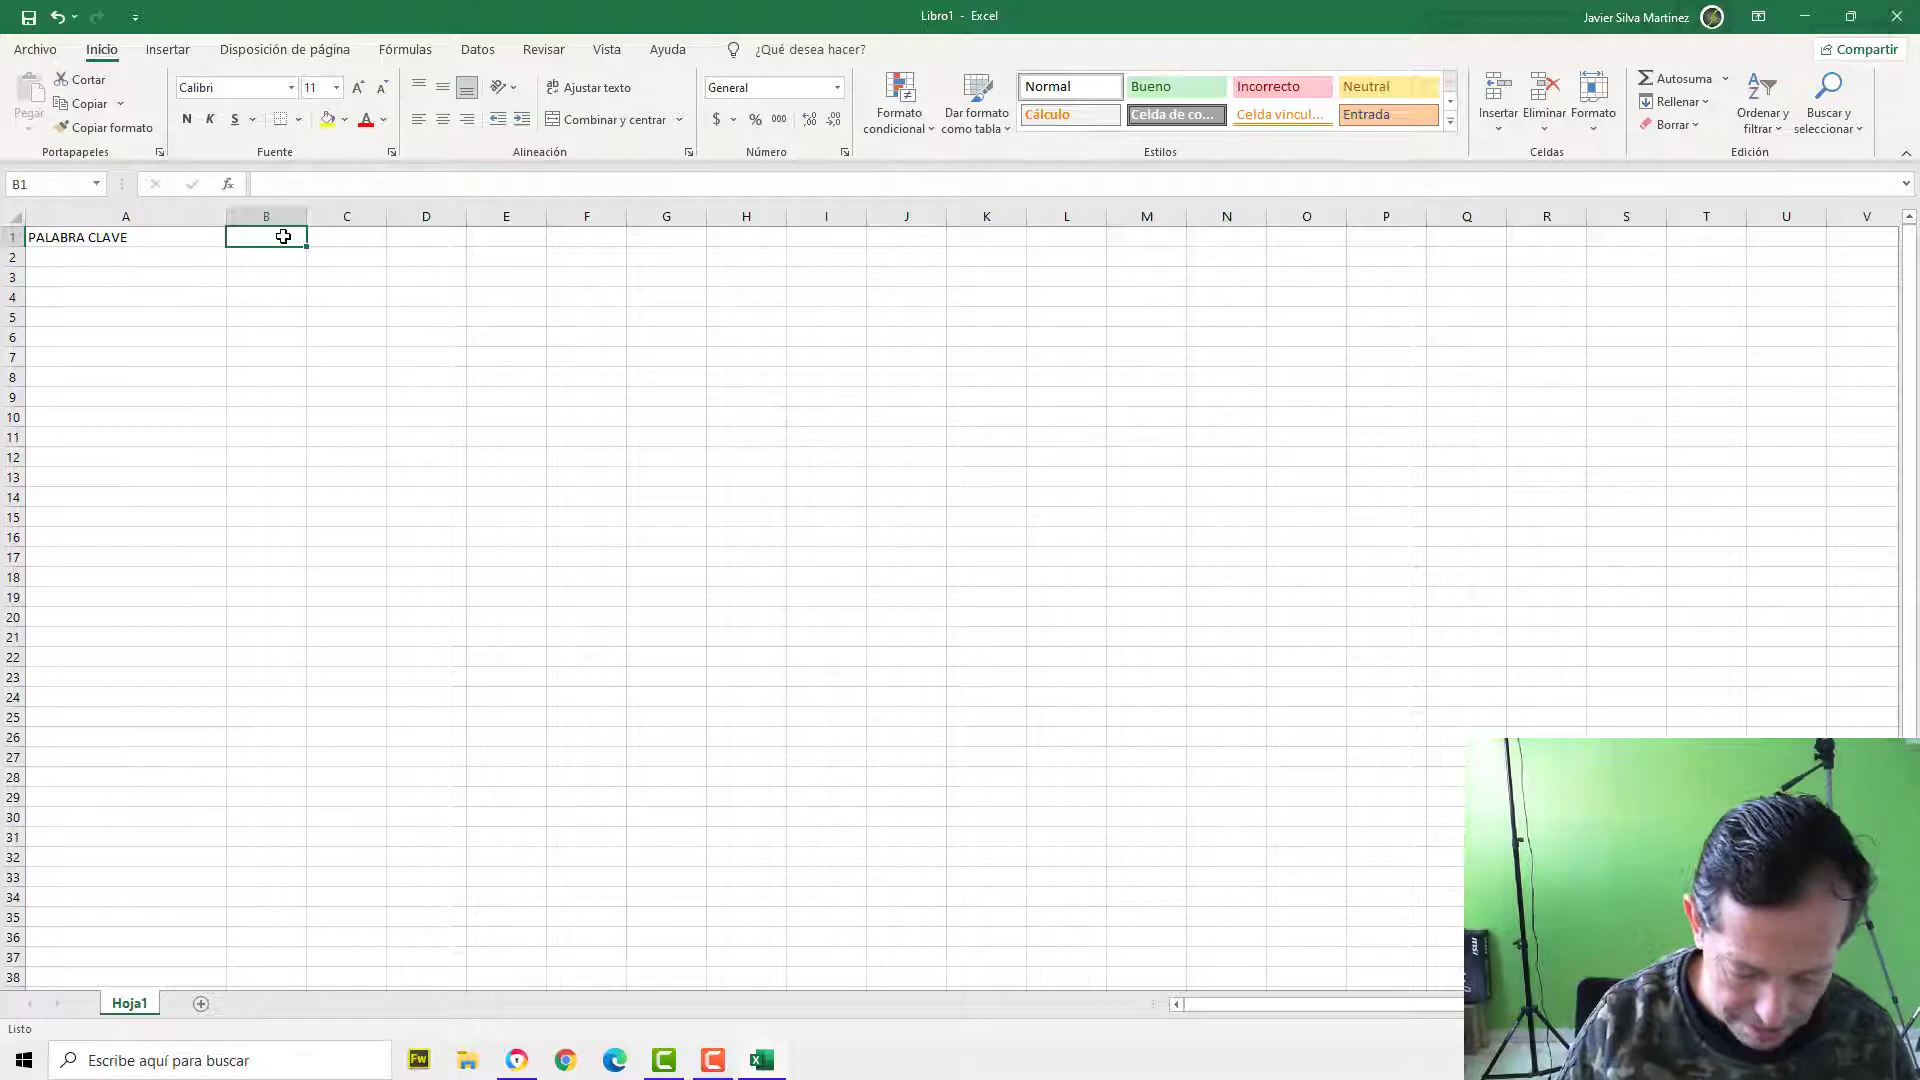 Libro1 - Excel
Javier Silva Martinez
Archivo Inicio Insertar Disposición de página Fórmulas Datos Revisar Vista Ayuda ¿Qué desea hacer? Compartir
Pegar
Cortar
Copiar
Copiar formato
Portapapeles
Calibri 11
N K S
Fuente
Ajustar texto
Combinar y centrar
Alineación
General
$ % 000
Número
Formato condicional
Dar formato como tabla
Normal Bueno Incorrecto Neutral
Cálculo Celda de co... Celda vincul... Entrada
Estilos
Insertar Eliminar Formato
Celdas
Autosuma
Rellenar
Borrar
Ordenar y filtrar
Buscar y seleccionar
Edición
B1 fx
A B C D E F G H I J K L M N O P Q R S T U V
1 PALABRA CLAVE
2
3
4
5
6
7
8
9
10
11
12
13
14
15
16
17
18
19
20
21
22
23
24
25
26
27
28
29
30
31
32
33
34
35
36
37
38
Hoja1
Listo
Escribe aquí para buscar
Fw
msi